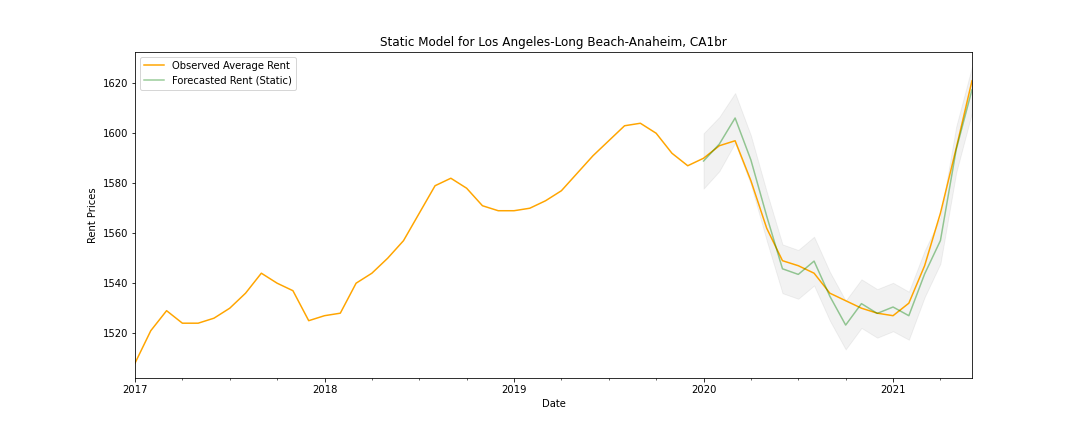 Static Model for Los Angeles-Long Beach-Anaheim, CA1br
Observed Average Rent
Forecasted Rent (Static)
1620
1600
1580
1560
1540
1520
Rent Prices
2017 2018 2019 2020 2021
Date